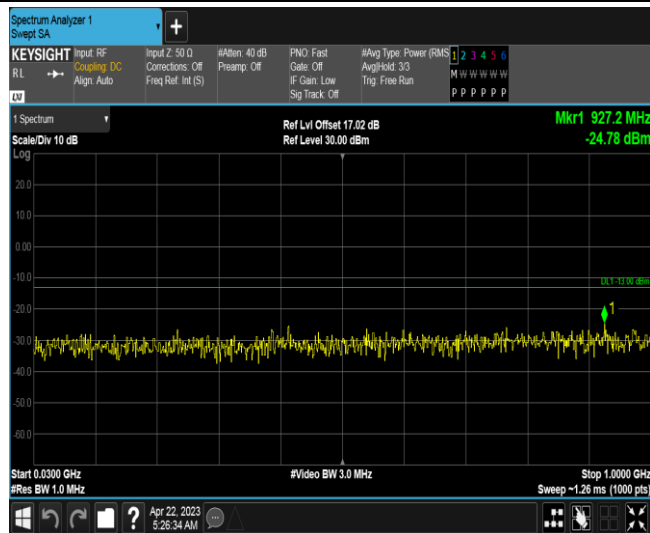 Spectrum Analyzer 1
Swept SA
+
KEYSIGHT
RL
LXI
Input: RF
Coupling: DC
Align: Auto
Input Z: 50 Ω
Corrections: Off
Freq Ref: Int (S)
#Atten: 40 dB
Preamp: Off
PNO: Fast
Gate: Off
IF Gain: Low
Sig Track: Off
#Avg Type: Power (RMS
Avg|Hold: 3/3
Trig: Free Run
1 2 3 4 5 6
M W W W W W
P P P P P P
1 Spectrum
Scale/Div 10 dB
Log
Ref Lvl Offset 17.02 dB
Ref Level 30.00 dBm
Mkr1 927.2 MHz
-24.78 dBm
20.0
10.0
0.00
-10.0
DL1 -13.00 dBm
-20.0
1
-30.0
-40.0
-50.0
-60.0
Start 0.0300 GHz
#Video BW 3.0 MHz
Stop 1.0000 GHz
#Res BW 1.0 MHz
Sweep ~1.26 ms (1000 pts)
?
Apr 22, 2023
5:26:34 AM